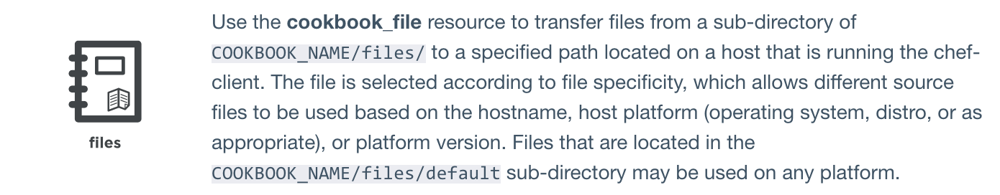 Use the cookbook_file resource to transfer files from a sub-directory of
COOKBOOK_NAME/files/ to a specified path located on a host that is running the chef-
client. The file is selected according to file specificity, which allows different source
files to be used based on the hostname, host platform (operating system, distro, or as
appropriate), or platform version. Files that are located in the
COOKBOOK_NAME/files/default sub-directory may be used on any platform.
files